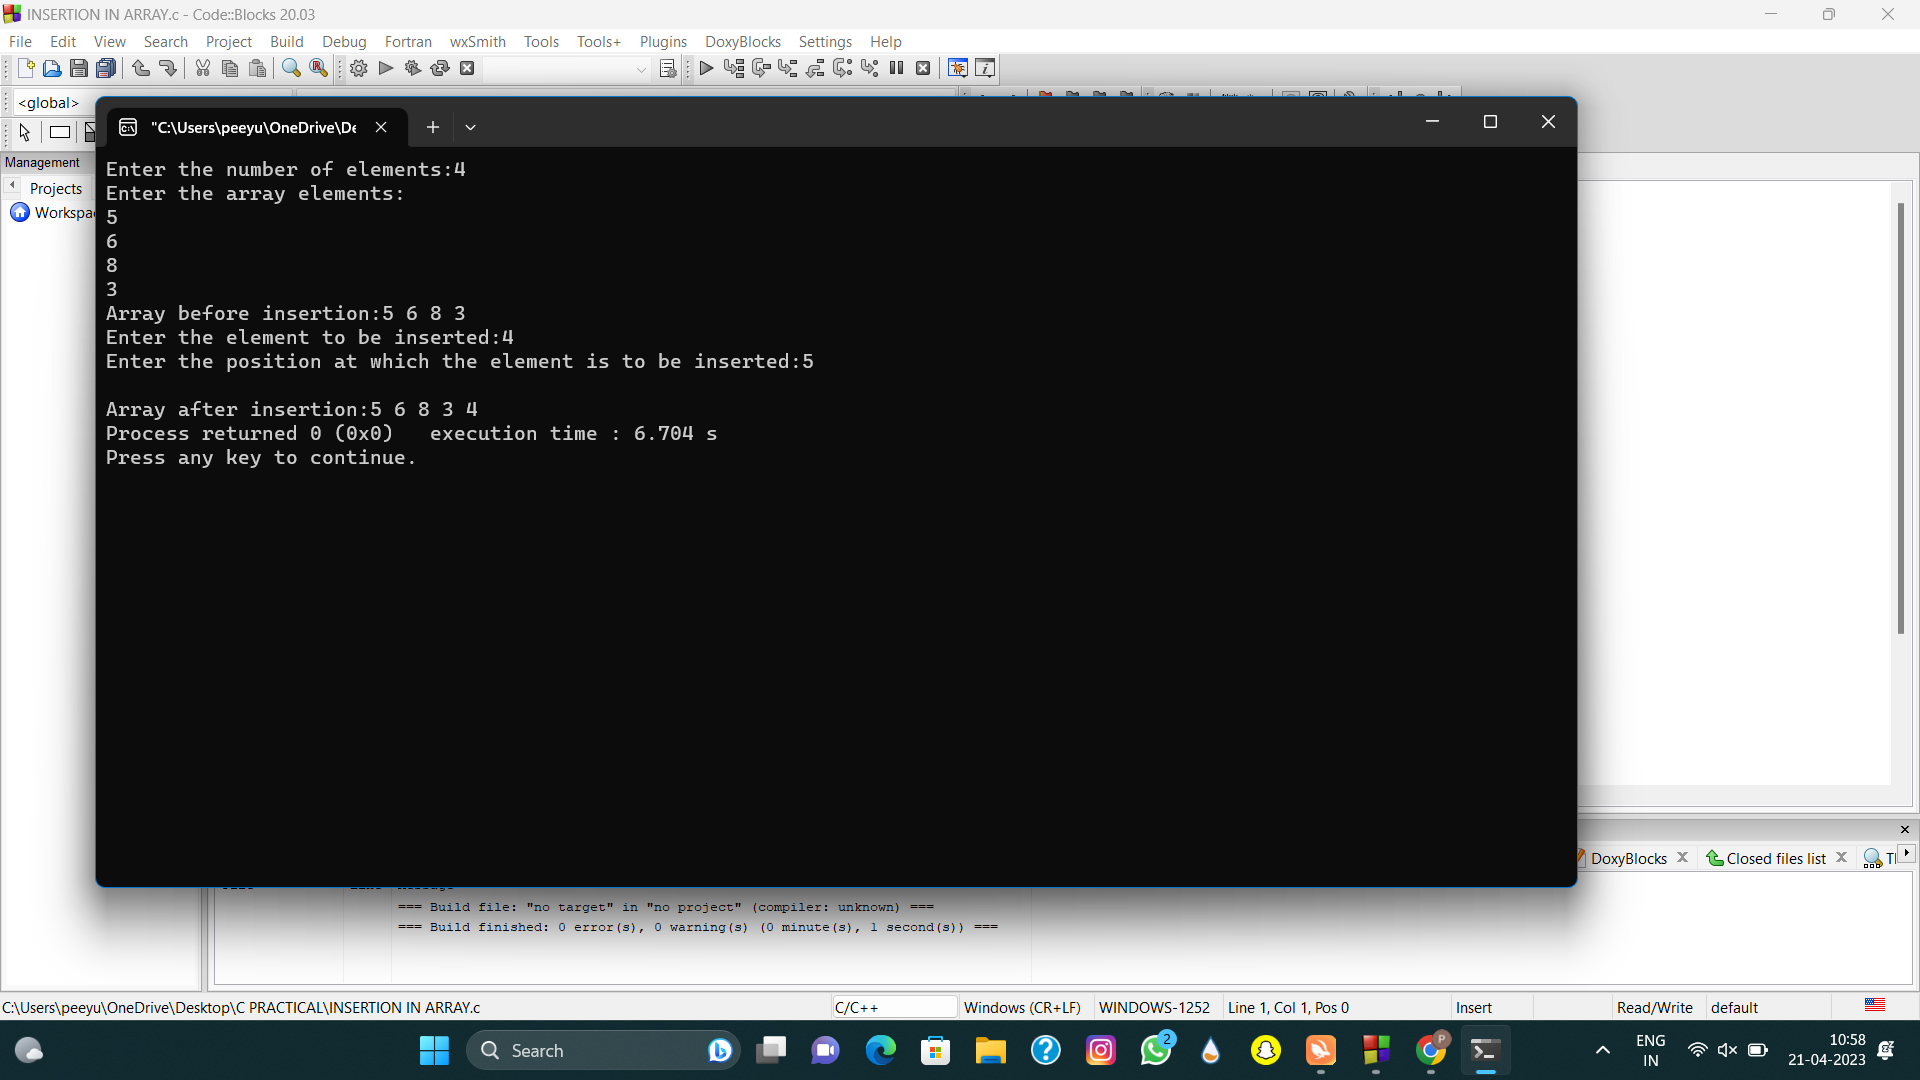 INSERTION IN ARRAY.c - Code::Blocks 20.03
File Edit View Search Project Build Debug Fortran wxSmith Tools Tools+ Plugins DoxyBlocks Settings Help
<global>
"C:\Users\peeyu\OneDrive\De
Management
Projects
Enter the number of elements:4
Enter the array elements:
5
6
8
3
Array before insertion:5 6 8 3
Enter the element to be inserted:4
Enter the position at which the element is to be inserted:5
Array after insertion:5 6 8 3 4
Process returned 0 (0x0)   execution time : 6.704 s
Press any key to continue.
DoxyBlocks Closed files list
=== Build file: "no target" in "no project" (compiler: unknown) ===
=== Build finished: 0 error(s), 0 warning(s) (0 minute(s), 1 second(s)) ===
C:\Users\peeyu\OneDrive\Desktop\C PRACTICAL\INSERTION IN ARRAY.c C/C++ Windows (CR+LF) WINDOWS-1252 Line 1, Col 1, Pos 0 Insert Read/Write default
Search 2 P ENG IN 10:58
21-04-2023